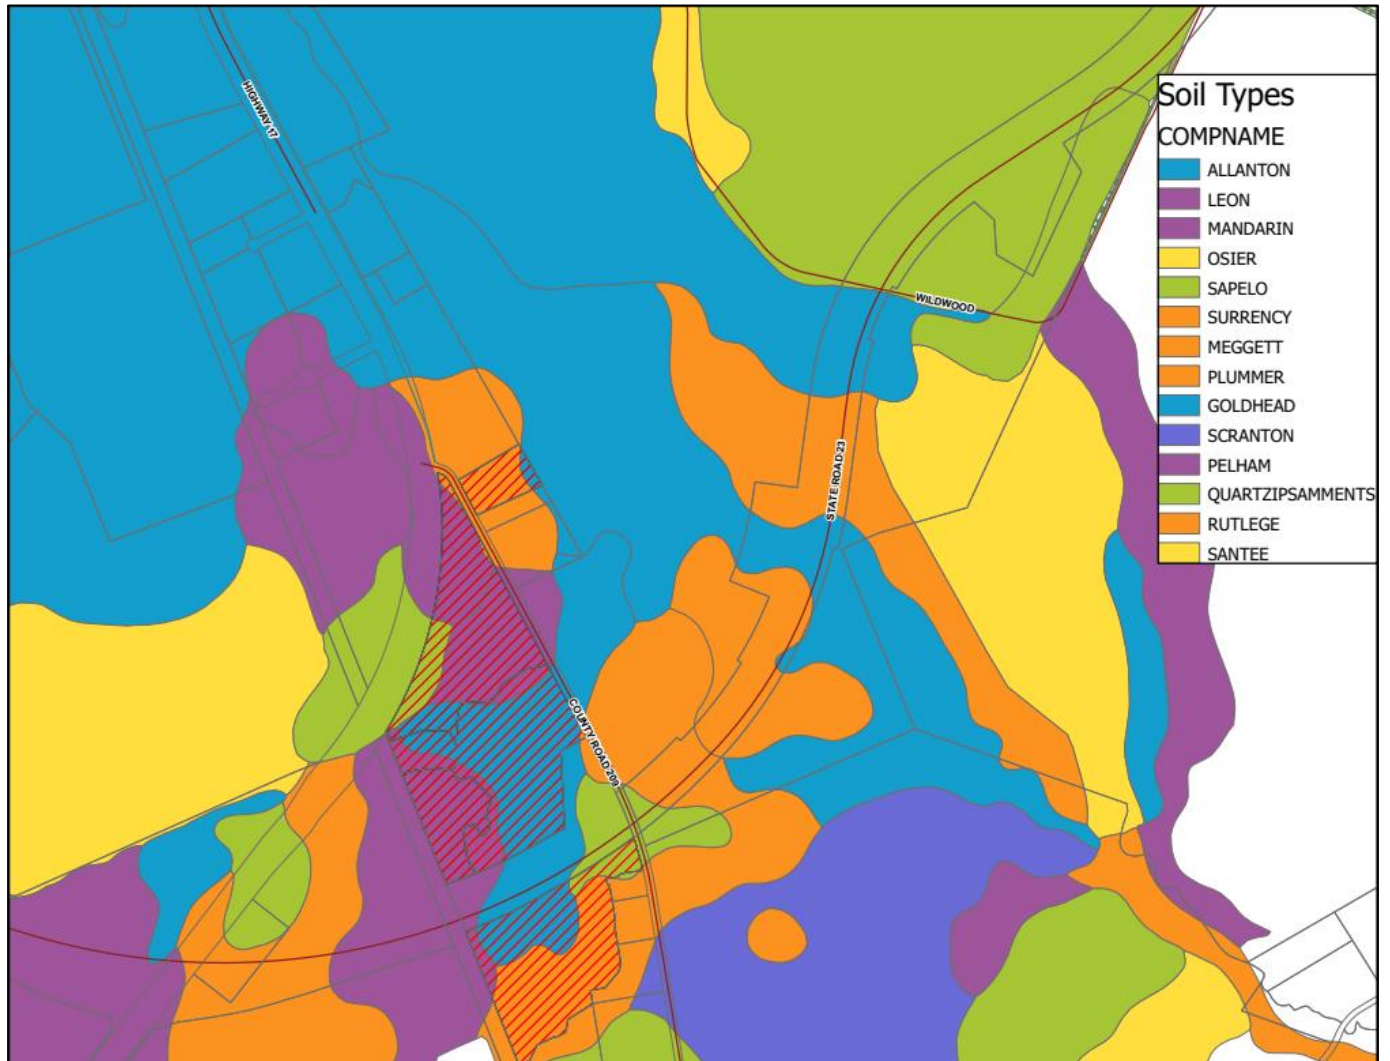 HIGHWAY 17
Soil Types
COMPNAME
ALLANTON
LEON
MANDARIN
OSIER
SAPELO
SURRENCY
MEGGETT
PLUMMER
GOLDHEAD
SCRANTON
PELHAM
QUARTZIPSAMMENTS
RUTLEGE
SANTEE
WILDWOOD
STATE ROAD 23
COUNTY ROAD 209